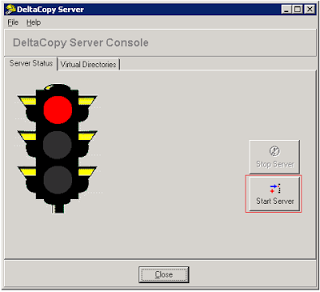 DeltaCopy Server
File Help
DeltaCopy Server Console
Server Status Virtual Directories
Stop Server
Start Server
Close